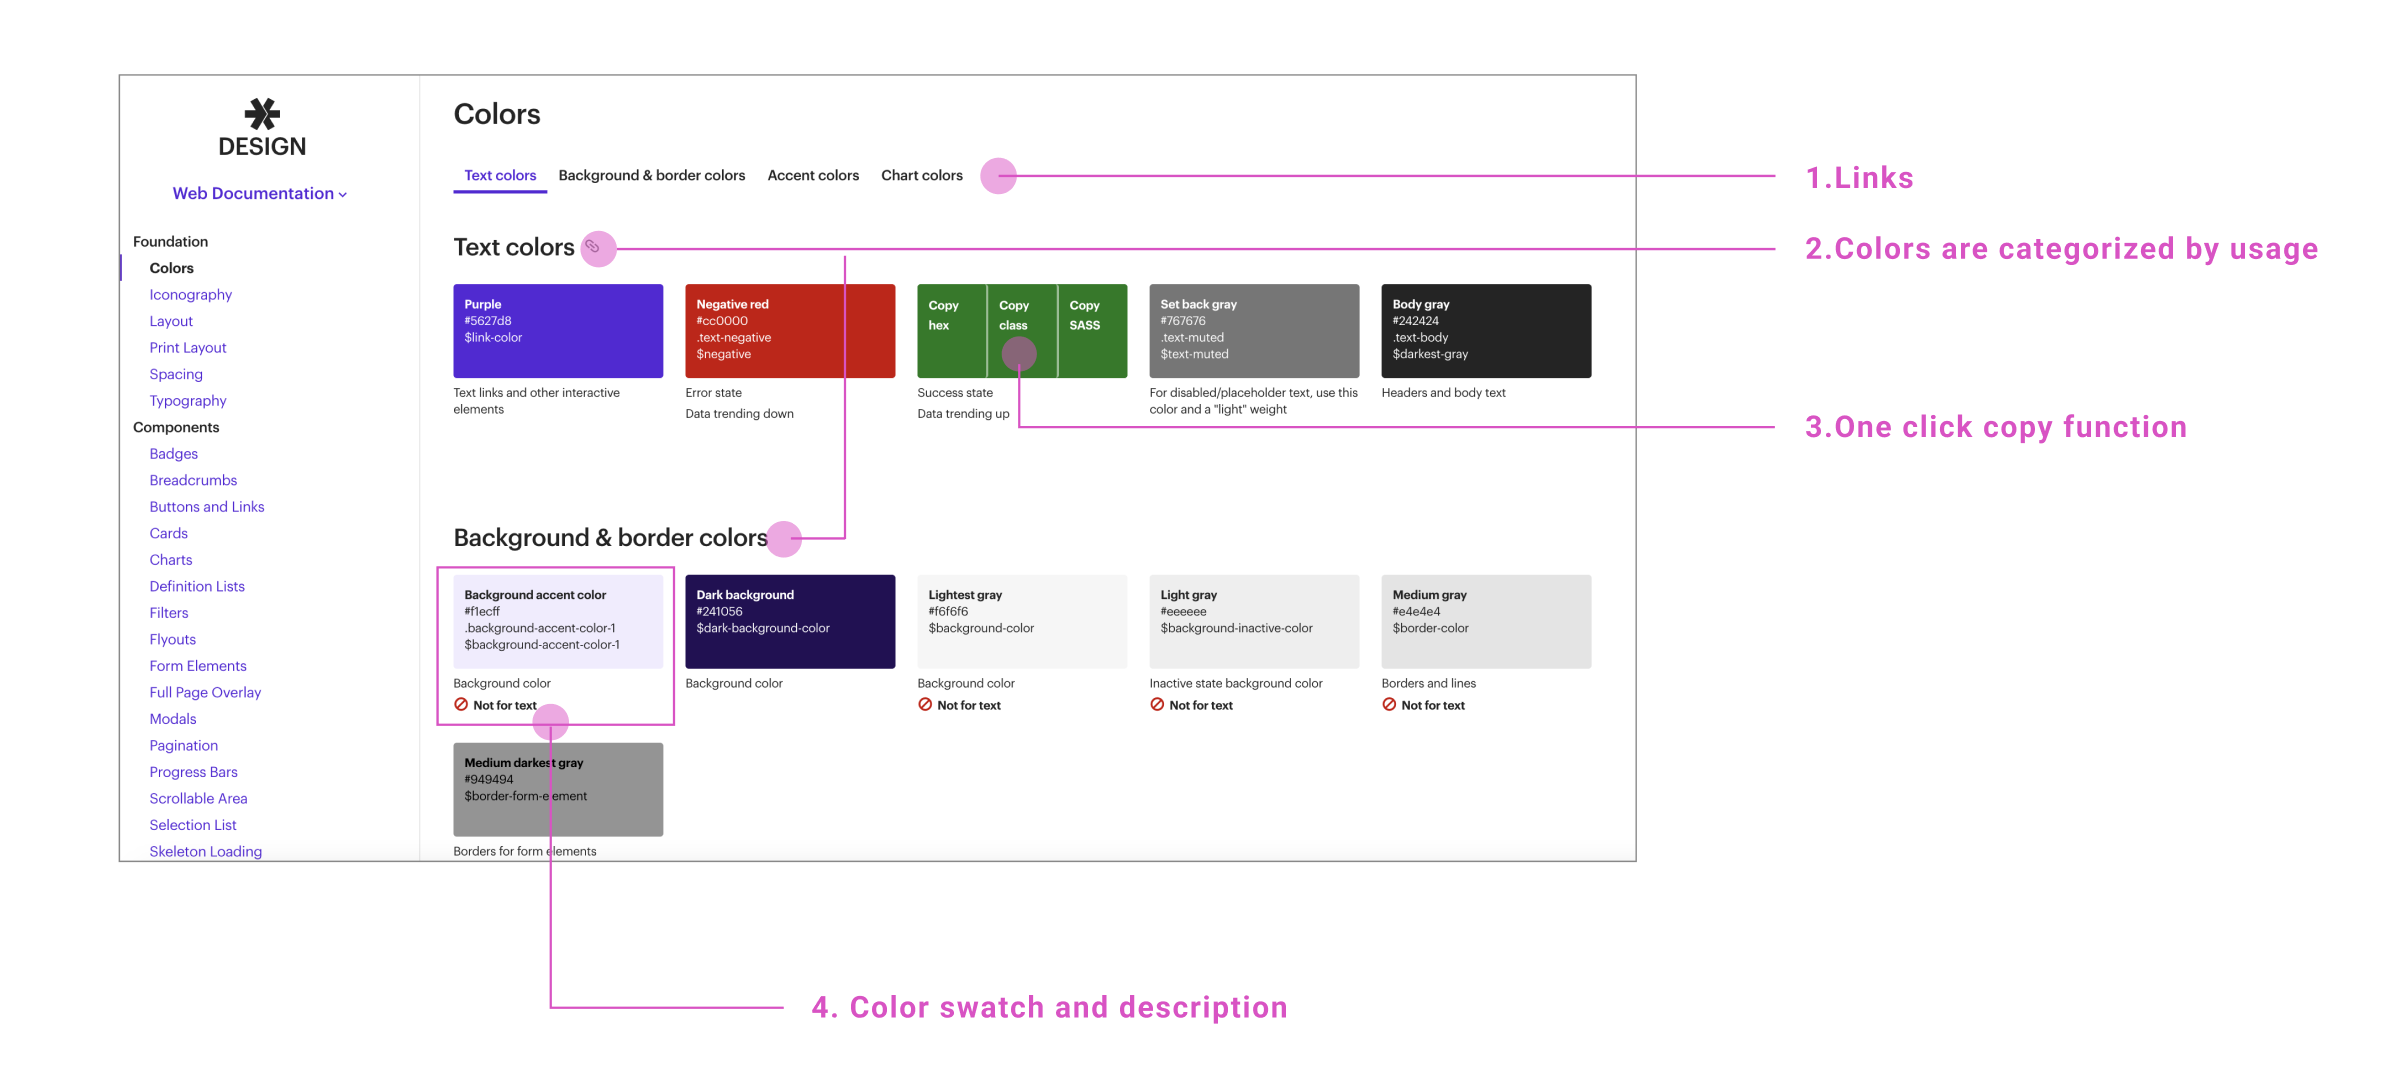 DESIGN
Web Documentation
Foundation
Colors
Iconography
Layout
Print Layout
Spacing
Typography
Components
Badges
Breadcrumbs
Buttons and Links
Cards
Charts
Definition Lists
Filters
Flyouts
Form Elements
Full Page Overlay
Modals
Pagination
Progress Bars
Scrollable Area
Selection List
Skeleton Loading
Colors
Text colors
Background & border colors
Accent colors
Chart colors
Text colors
Purple
#5627d8
$link-color
Text links and other interactive
elements
Negative red
#cc0000
.text-negative
$negative
Error state
Data trending down
Copy
hex
Copy
class
Copy
SASS
Success state
Data trending up
Set back gray
#767676
.text-muted
$text-muted
For disabled/placeholder text, use this
color and a "light" weight
Body gray
#242424
.text-body
$darkest-gray
Headers and body text
Background & border colors
Background accent color
#f1ecff
.background-accent-color-1
$background-accent-color-1
Background color
Not for text
Dark background
#241056
$dark-background-color
Background color
Lightest gray
#f6f6f6
$background-color
Background color
Not for text
Light gray
#eeeeee
$background-inactive-color
Inactive state background color
Not for text
Medium gray
#e4e4e4
$border-color
Borders and lines
Not for text
Medium darkest gray
#949494
$border-form-element
Borders for form elements
1.Links
2.Colors are categorized by usage
3.One click copy function
4. Color swatch and description